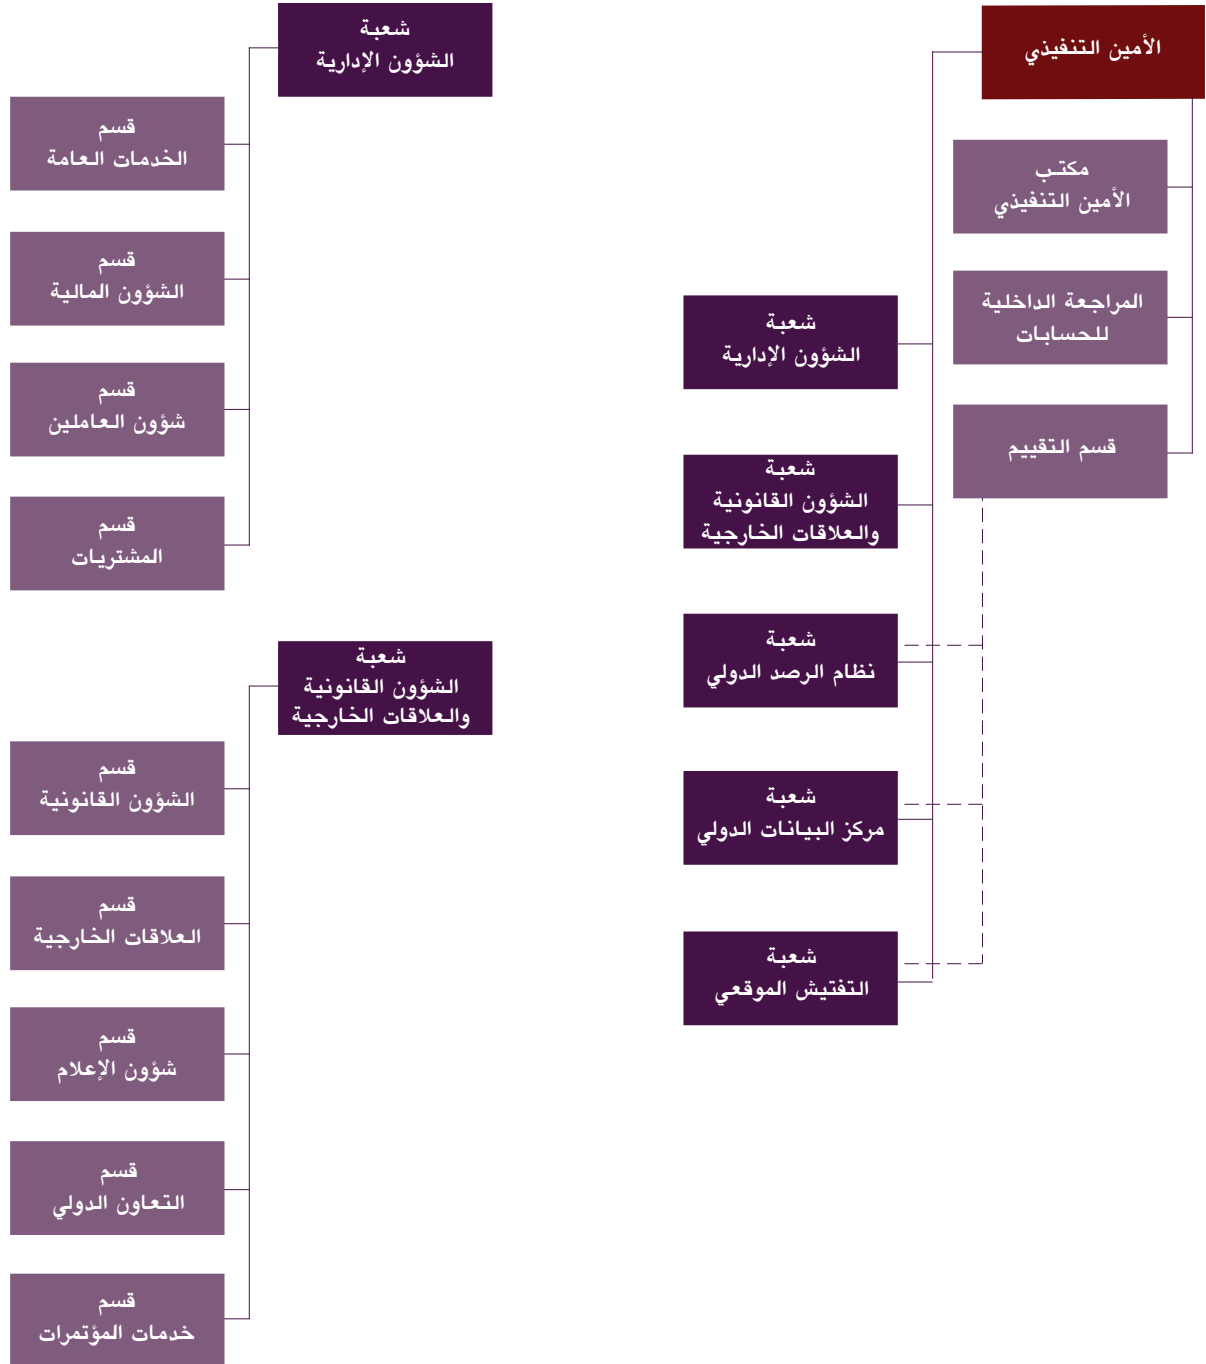 الأمين التنفيذي
مكتب
الأمين التنفيذي
المراجعة الداخلية
للحسابات
قسم التقييم
شعبة
الشؤون الإدارية
شعبة
الشؤون القانونية
والعلاقات الخارجية
شعبة
نظام الرصد الدولي
شعبة
مركز البيانات الدولي
شعبة
التفتيش الموقعي
شعبة
الشؤون الإدارية
قسم
الخدمات العامة
قسم
الشؤون المالية
قسم
شؤون العاملين
قسم
المشتريات
شعبة
الشؤون القانونية
والعلاقات الخارجية
قسم
الشؤون القانونية
قسم
العلاقات الخارجية
قسم
شؤون الإعلام
قسم
التعاون الدولي
قسم
خدمات المؤتمرات